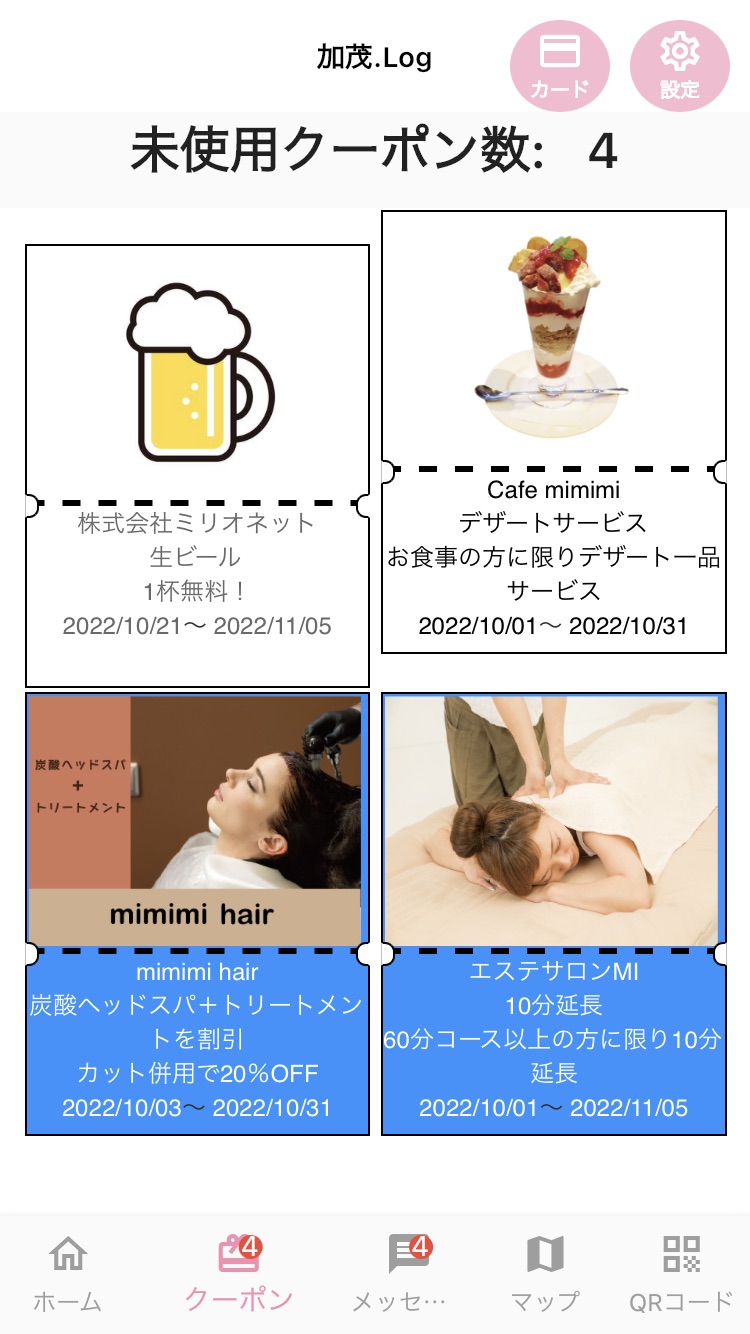 加茂.Log
カード
設定
未使用クーポン数: 4
株式会社ミリオネット
生ビール
1杯無料！
2022/10/21〜 2022/11/05
Cafe mimimi
デザートサービス
お食事の方に限りデザート一品
サービス
2022/10/01〜 2022/10/31
炭酸ヘッドスパ
+
トリートメント
mimimi hair
mimimi hair
炭酸ヘッドスパ＋トリートメン
トを割引
カット併用で20%OFF
2022/10/03〜 2022/10/31
エステサロンMI
10分延長
60分コース以上の方に限り10分
延長
2022/10/01〜 2022/11/05
4
4
ホーム
クーポン
メッセ…
マップ
QRコード